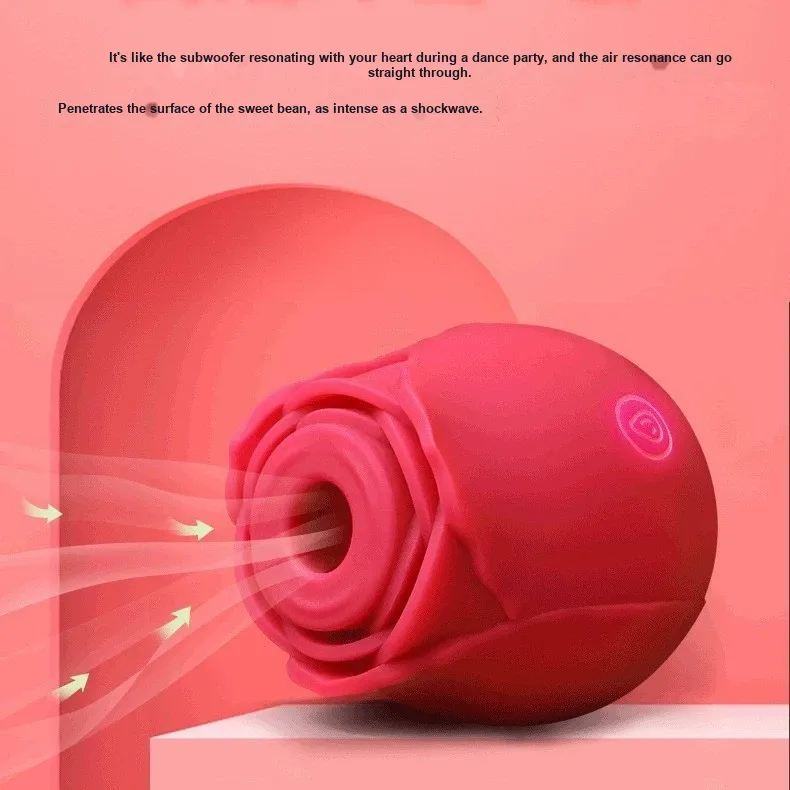 It's like the subwoofer resonating with your heart during a dance party, and the air resonance can go
straight through.
Penetrates the surface of the sweet bean, as intense as a shockwave.